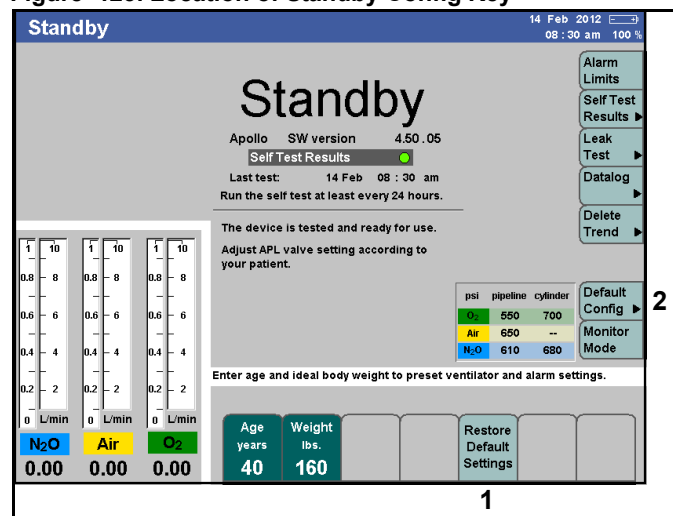 Standby
14 Feb 2012
08 : 30 am 100 %
Standby
Apollo SW version 4.50.05
Self Test Results
Last test: 14 Feb 08 : 30 am
Run the self test at least every 24 hours.
The device is tested and ready for use.
Adjust APL valve setting according to
your patient.
Alarm
Limits
Self Test
Results
Leak
Test
Datalog
Delete
Trend
Default
Config
2
Monitor
Mode
psi pipeline cylinder
O2 550 700
Air 650 --
N2O 610 680
Enter age and ideal body weight to preset ventilator and alarm settings.
1 10 1 10 1 10
0.8 8 0.8 8 0.8 8
0.6 6 0.6 6 0.6 6
0.4 4 0.4 4 0.4 4
0.2 2 0.2 2 0.2 2
0 L/min 0 L/min 0 L/min
N2O Air O2
0.00 0.00 0.00
Age
years
40
Weight
lbs.
160
Restore
Default
Settings
1